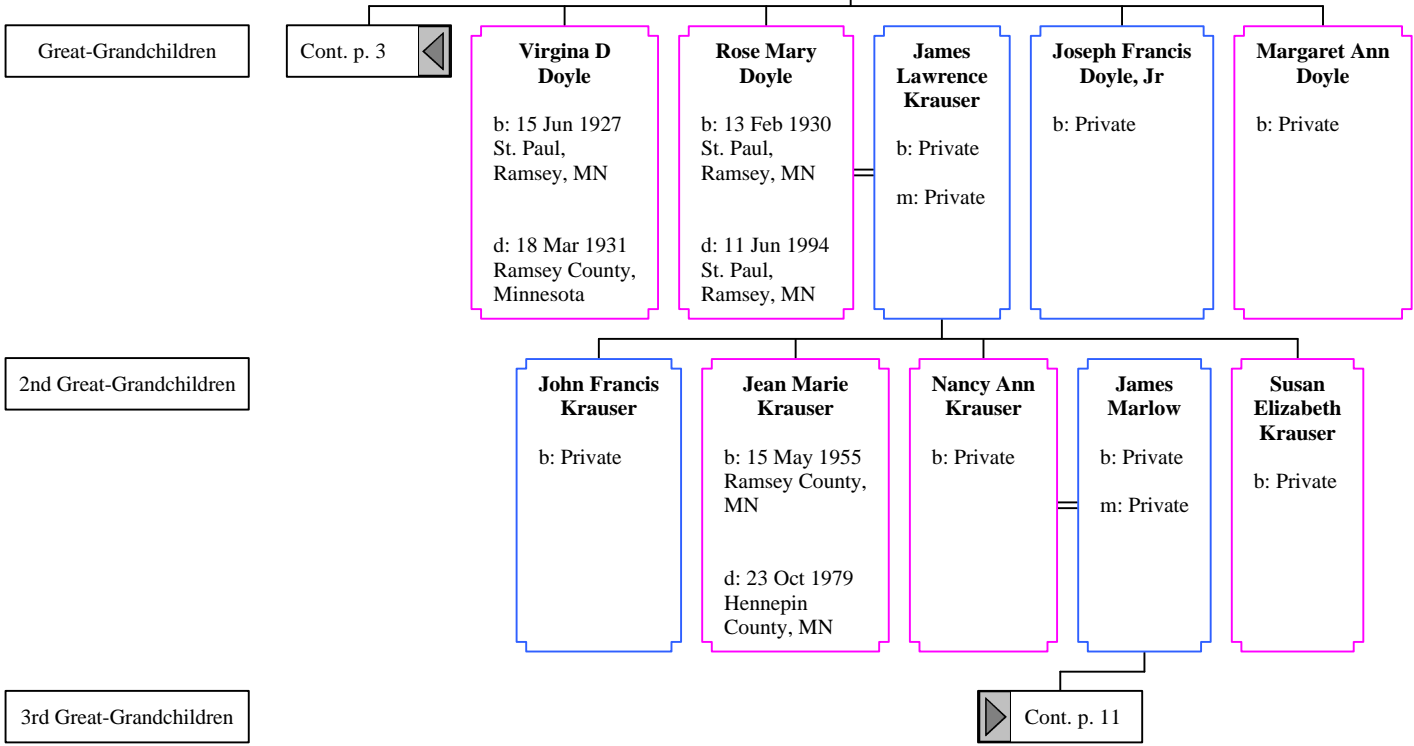 Great-Grandchildren
Cont. p. 3
Virgina D
Doyle
b: 15 Jun 1927
St. Paul,
Ramsey, MN
d: 18 Mar 1931
Ramsey County,
Minnesota
Rose Mary
Doyle
b: 13 Feb 1930
St. Paul,
Ramsey, MN
d: 11 Jun 1994
St. Paul,
Ramsey, MN
James
Lawrence
Krauser
b: Private
m: Private
Joseph Francis
Doyle, Jr
b: Private
Margaret Ann
Doyle
b: Private
2nd Great-Grandchildren
John Francis
Krauser
b: Private
Jean Marie
Krauser
b: 15 May 1955
Ramsey County,
MN
d: 23 Oct 1979
Hennepin
County, MN
Nancy Ann
Krauser
b: Private
James
Marlow
b: Private
m: Private
Susan
Elizabeth
Krauser
b: Private
3rd Great-Grandchildren
Cont. p. 11